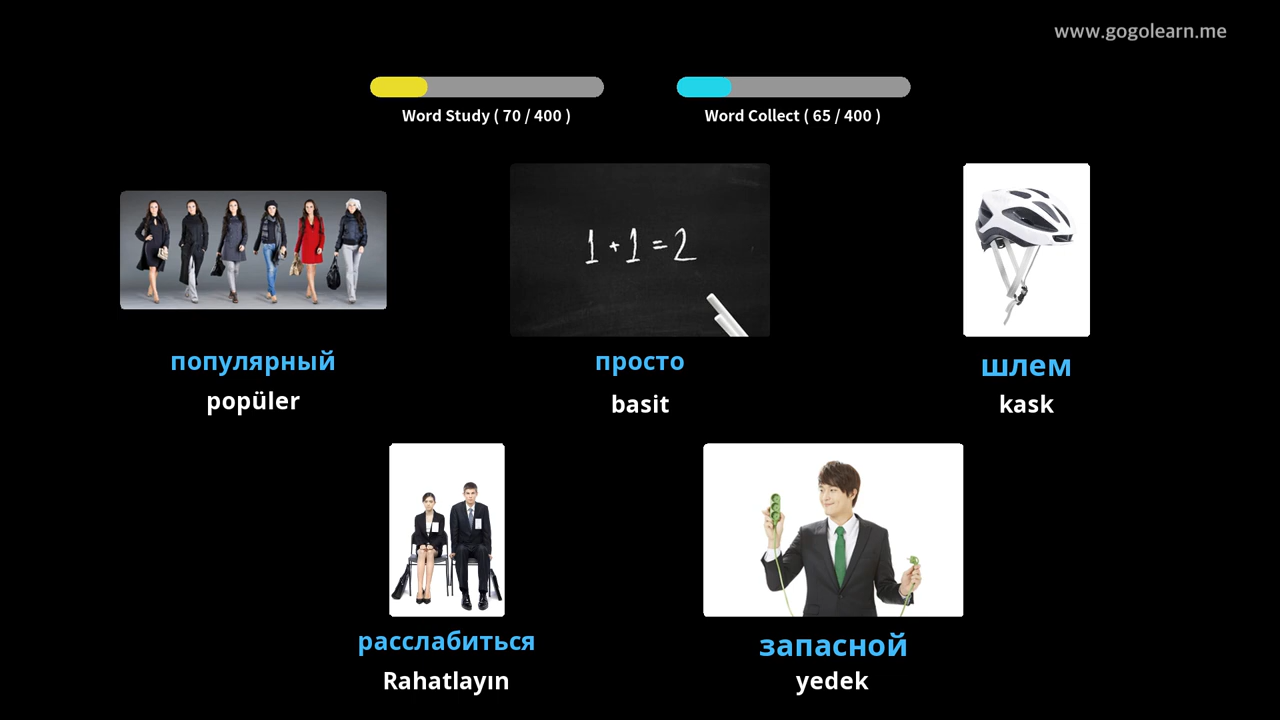 www.gogolearn.me
Word Study ( 70 / 400 )
Word Collect ( 65 / 400 )
1 + 1 = 2
популярный
popüler
просто
basit
шлем
kask
расслабиться
Rahatlayın
запасной
yedek